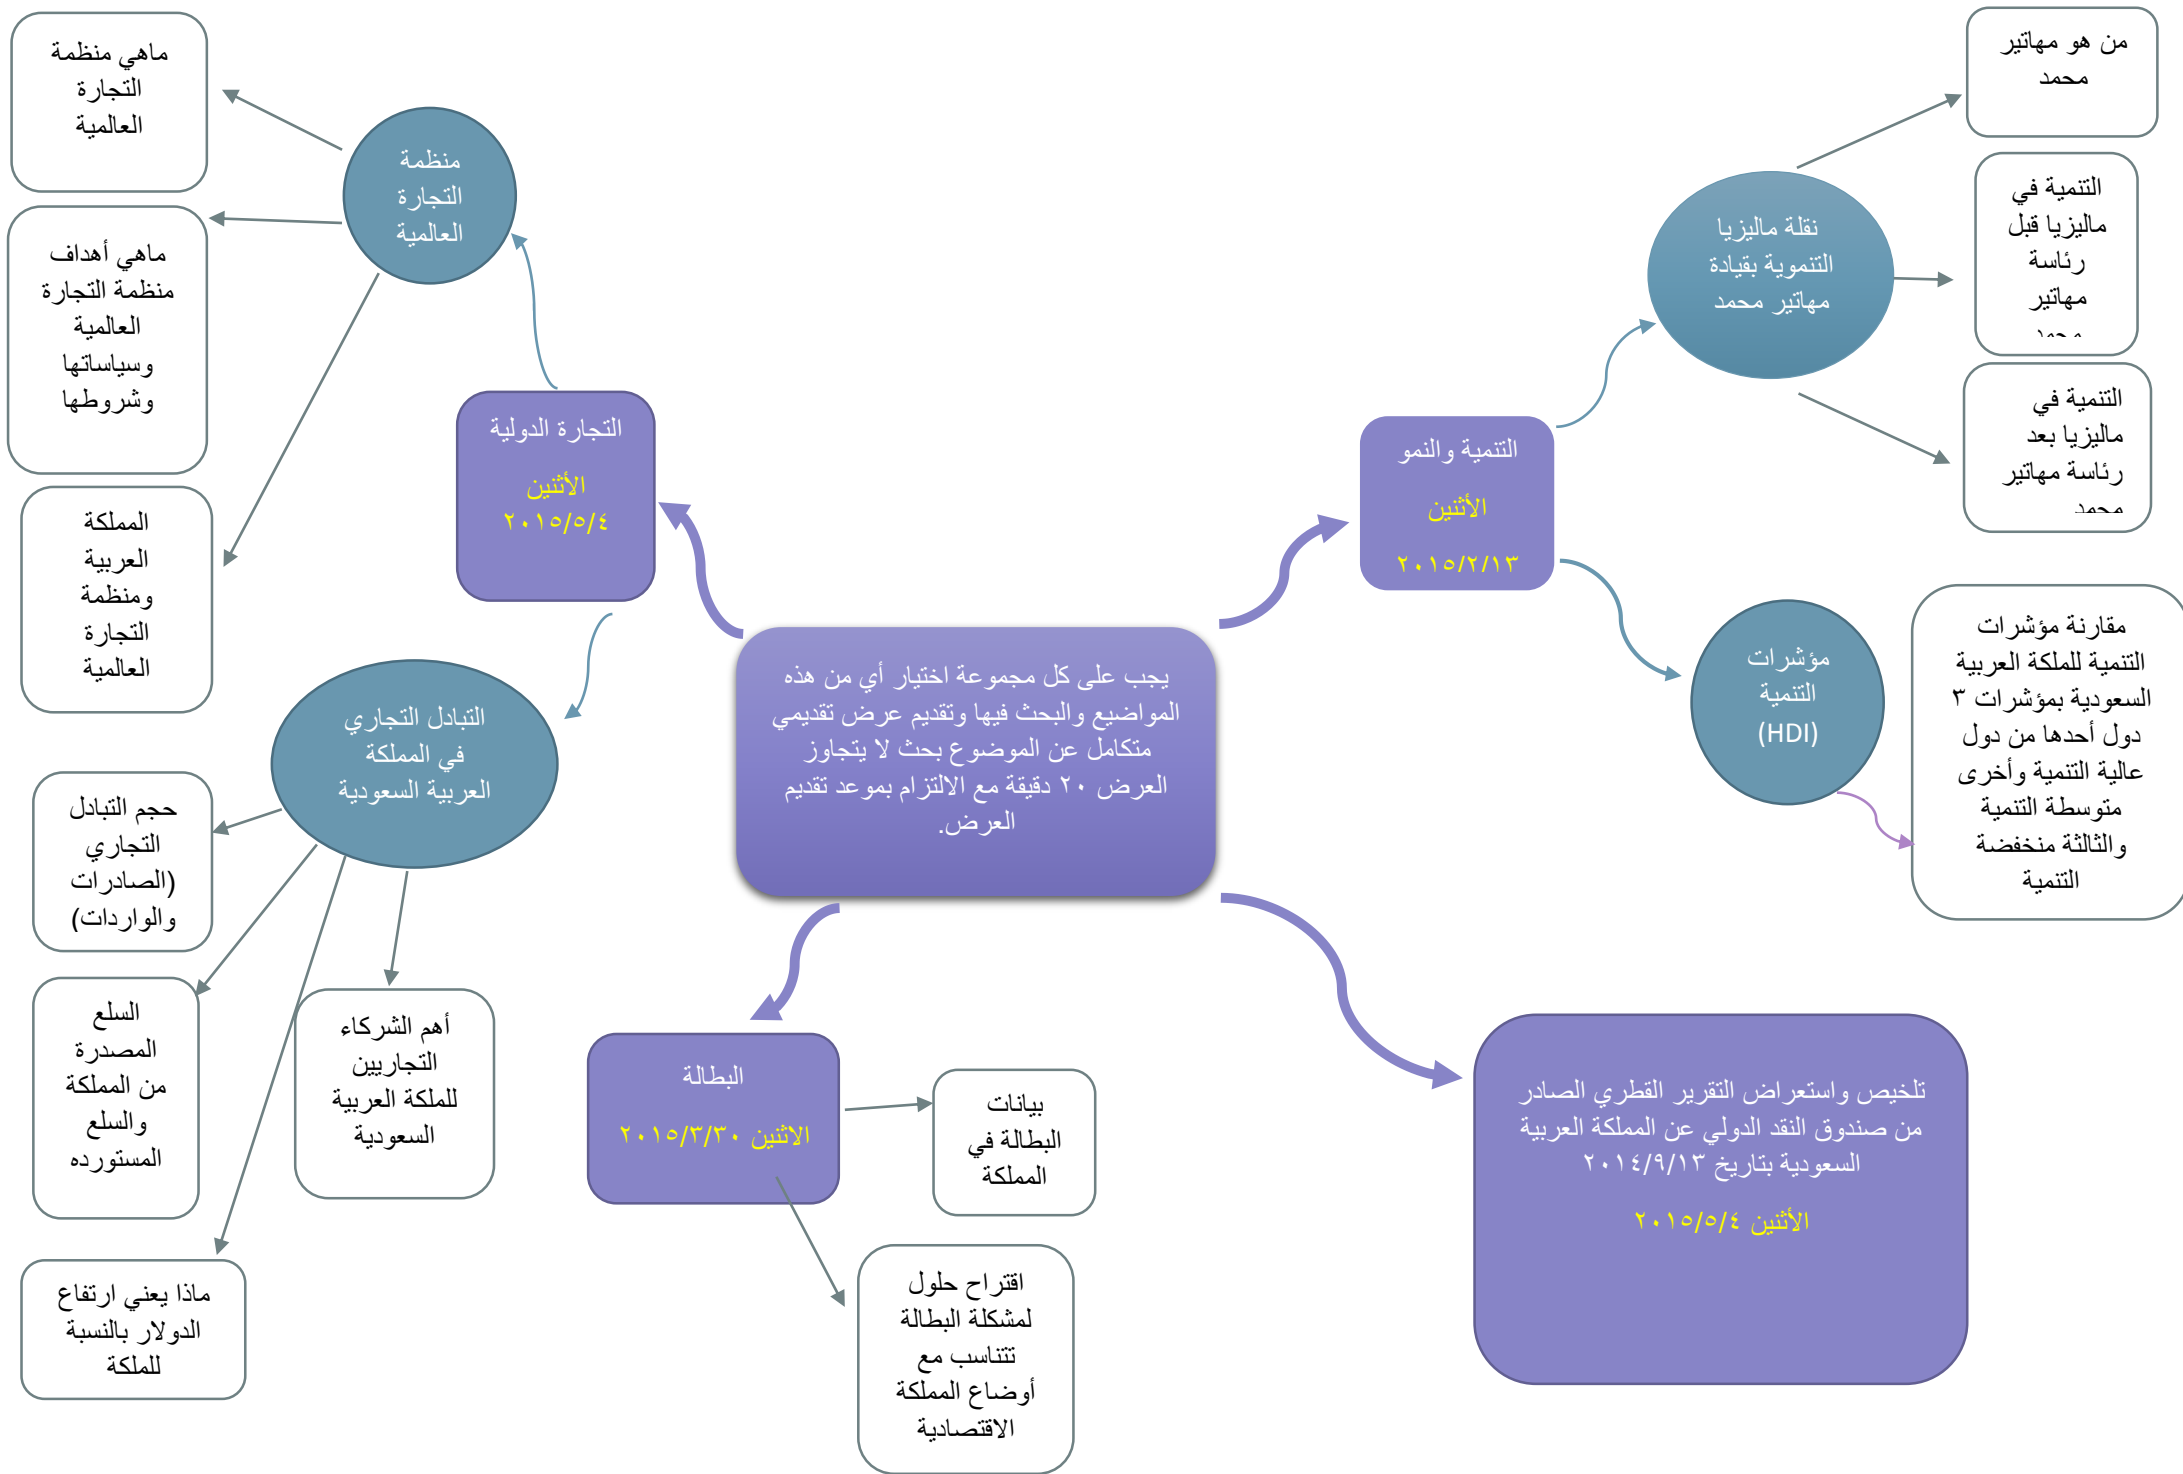 من هو مهاتير
محمد
التنمية في
ماليزيا قبل
رئاسة
مهاتير
محمد
التنمية في
ماليزيا بعد
رئاسة مهاتير
محمد
نقلة ماليزيا
التنموية بقيادة
مهاتير محمد
التنمية والنمو
الأثنين
٢٠١٥/٢/١٣
مؤشرات
التنمية
(HDI)
مقارنة مؤشرات
التنمية للملكة العربية
السعودية بمؤشرات ٣
دول أحدها من دول
عالية التنمية وأخرى
متوسطة التنمية
والثالثة منخفضة
التنمية
ماهي منظمة
التجارة
العالمية
منظمة
التجارة
العالمية
ماهي أهداف
منظمة التجارة
العالمية
وسياساتها
وشروطها
المملكة
العربية
ومنظمة
التجارة
العالمية
التجارة الدولية
الأثنين
٢٠١٥/٥/٤
يجب على كل مجموعة اختيار أي من هذه
المواضيع والبحث فيها وتقديم عرض تقديمي
متكامل عن الموضوع بحث لا يتجاوز
العرض ٢٠ دقيقة مع الالتزام بموعد تقديم
العرض.
التبادل التجاري
في المملكة
العربية السعودية
حجم التبادل
التجاري
(الصادرات
والواردات)
السلع
المصدرة
من المملكة
والسلع
المستورده
أهم الشركاء
التجاريين
للملكة العربية
السعودية
ماذا يعني ارتفاع
الدولار بالنسبة
للملكة
البطالة
الاثنين ٢٠١٥/٣/٣٠
بيانات
البطالة في
المملكة
اقتراح حلول
لمشكلة البطالة
تتناسب مع
أوضاع المملكة
الاقتصادية
تلخيص واستعراض التقرير القطري الصادر
من صندوق النقد الدولي عن المملكة العربية
السعودية بتاريخ ٢٠١٤/٩/١٣
الأثنين ٢٠١٥/٥/٤